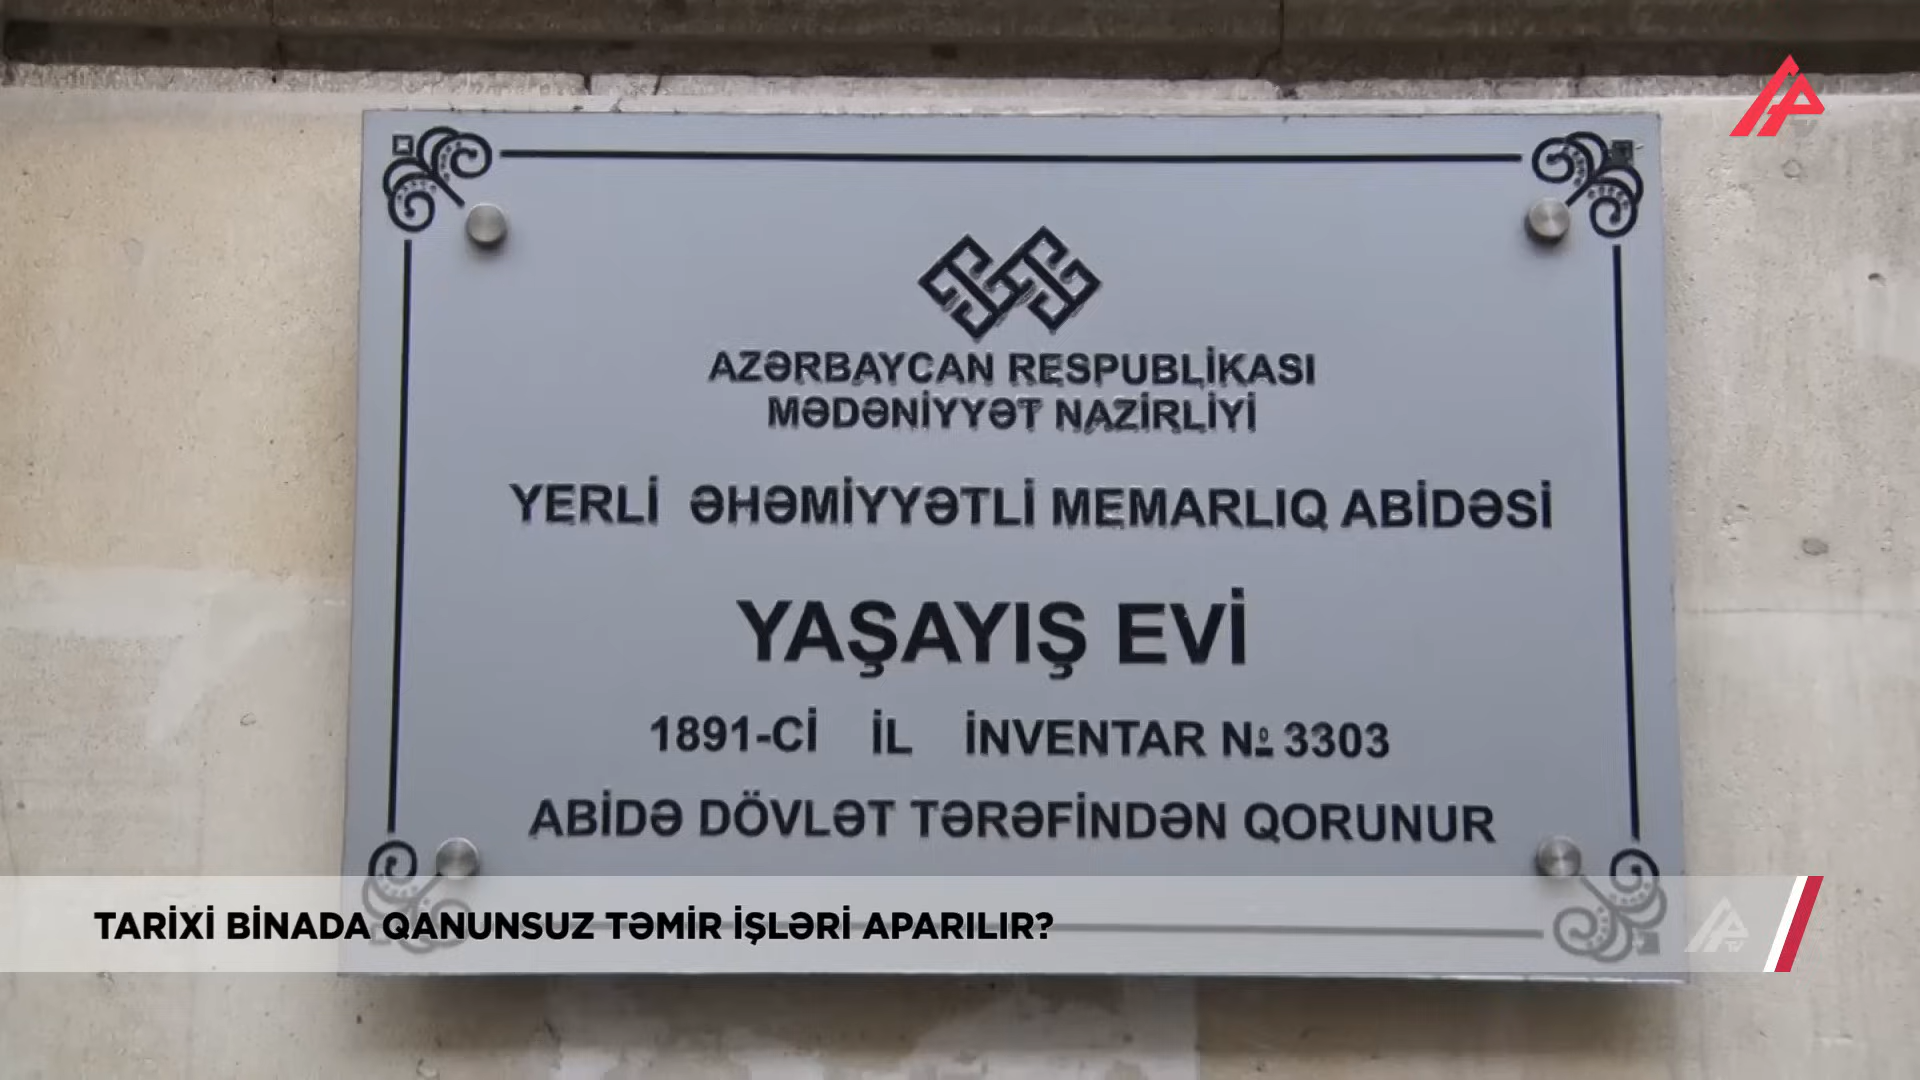 AZƏRBAYCAN RESPUBLİKASI
MƏDƏNİYYƏT NAZİRLİYİ
YERLİ ƏHƏMİYYƏTLİ MEMARLIQ ABİDƏSİ
YAŞAYIŞ EVİ
1891-Cİ İL İNVENTAR № 3303
ABİDƏ DÖVLƏT TƏRƏFİNDƏN QORUNUR
TARİXİ BİNADA QANUNSUZ TƏMİR İŞLƏRİ APARILIR?